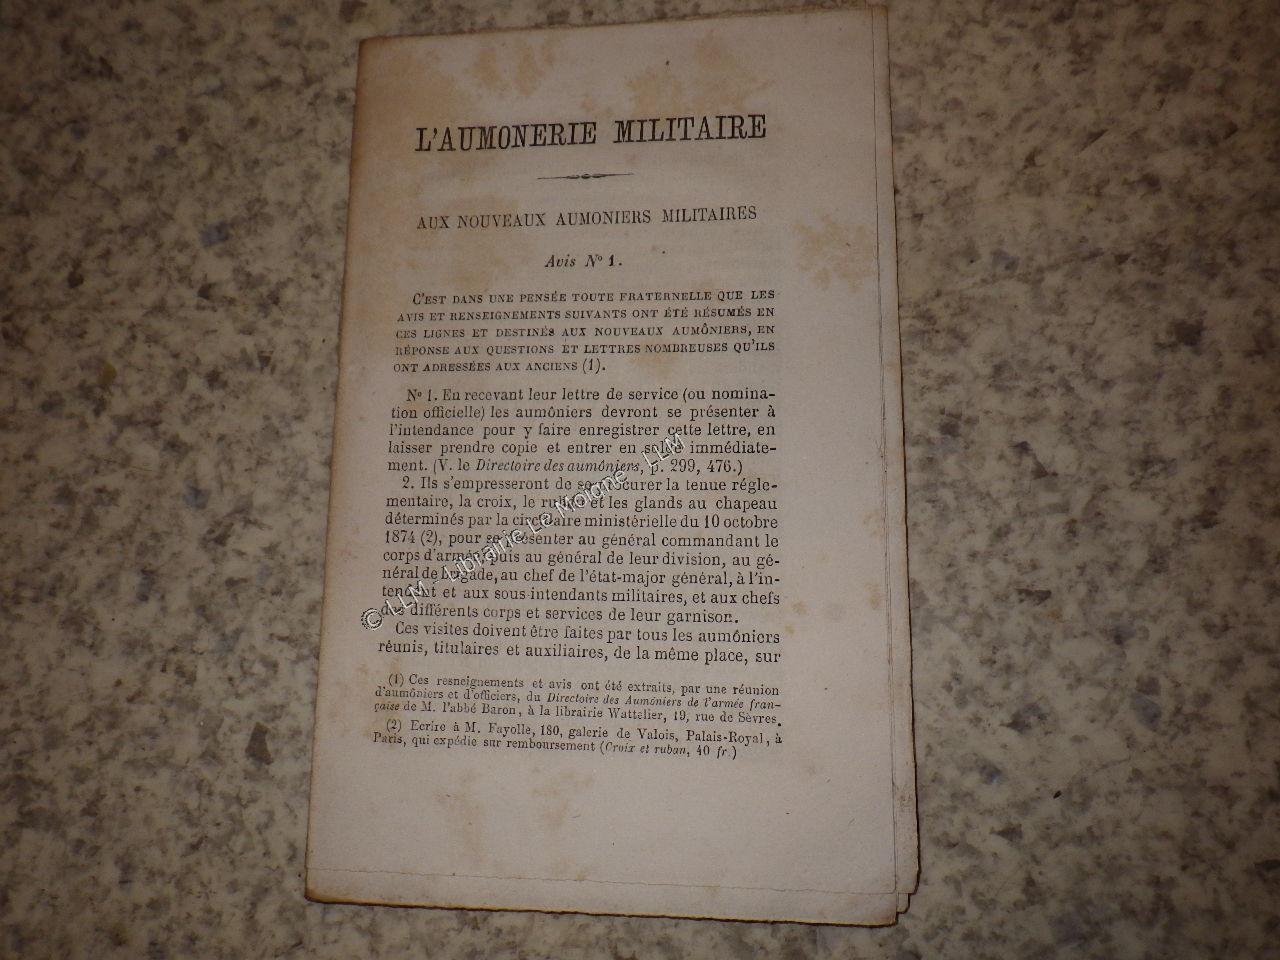 L'AUMONERIE MILITAIRE
AUX NOUVEAUX AUMONIERS MILITAIRES
Avis N° 1.
C'EST DANS UNE PENSÉE TOUTE FRATERNELLE QUE LES
AVIS ET RENSEIGNEMENTS SUIVANTS ONT ÉTÉ RÉSUMÉS EN
CES LIGNES ET DESTINÉS AUX NOUVEAUX AUMÔNIERS, EN
RÉPONSE AUX QUESTIONS ET LETTRES NOMBREUSES QU'ILS
ONT ADRESSÉES AUX ANCIENS (1).
N° 1. En recevant leur lettre de service (ou nomina-
tion officielle) les aumôniers devront se présenter à
l'intendance pour y faire enregistrer cette lettre, en
laisser prendre copie et entrer en solde immédiate-
ment. (V. le Directoire des aumôniers, p. 299, 476.)
2. Ils s'empresseront de se procurer la tenue régle-
mentaire, la croix, le ruban et les glands au chapeau
déterminés par la circulaire ministérielle du 10 octobre
1874 (2), pour se présenter au général commandant le
corps d'armée, puis au général de leur division, au gé-
néral de brigade, au chef de l'état-major général, à l'in-
tendant et aux sous-intendants militaires, et aux chefs
des différents corps et services de leur garnison.
Ces visites doivent être faites par tous les aumôniers
réunis, titulaires et auxiliaires, de la même place, sur
(1) Ces resneignements et avis ont été extraits, par une réunion
d'aumôniers et d'officiers, du Directoire des Aumôniers de l'armée fran-
çaise de M. l'abbé Baron, à la librairie Wattelier, 19, rue de Sèvres.
(2) Ecrire à M. Fayolle, 180, galerie de Valois, Palais-Royal, à
Paris, qui expédie sur remboursement (Croix et ruban, 40 fr.)
© LLM - Librairie Le Moigne - LLM